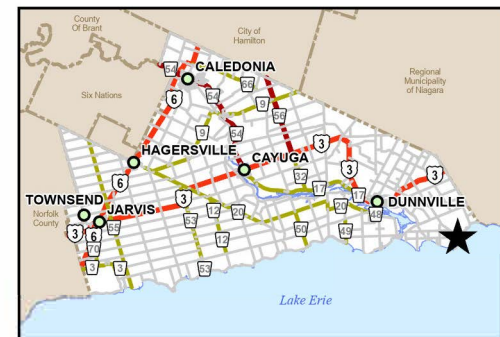 County
Of Brant
City of
Hamilton
54
CALEDONIA
Regional
Municipality
of Niagara
6
66
Six Nations
54
9
56
9
54
3
HAGERSVILLE
CAYUGA
3
3
6
32
17
17
TOWNSEND
3
DUNNVILLE
Norfolk
County
JARVIS
53
12
20
20
48
3
6
55
50
49
70
12
3
3
53
Lake Erie